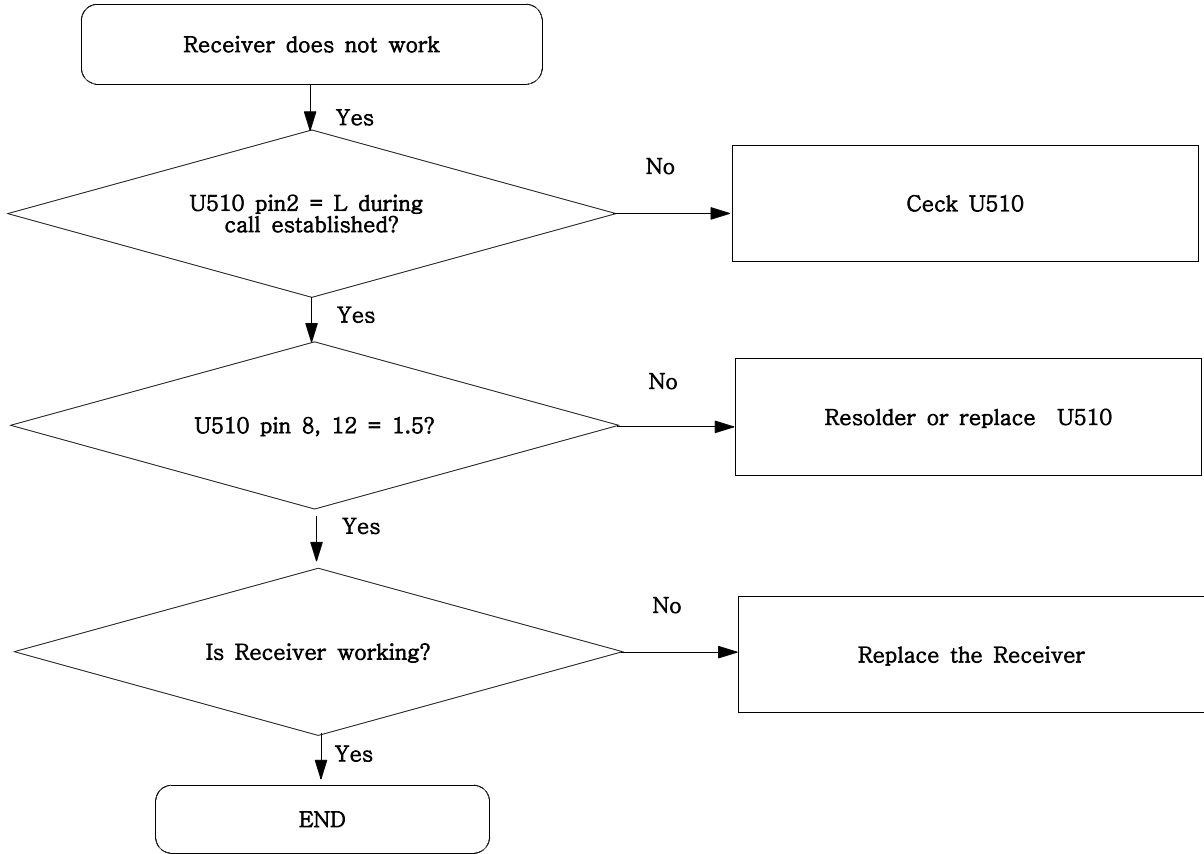 Receiver does not work
Yes
U510 pin2 = L during
call established?
No
Ceck U510
Yes
U510 pin 8, 12 = 1.5?
No
Resolder or replace U510
Yes
Is Receiver working?
No
Replace the Receiver
Yes
END